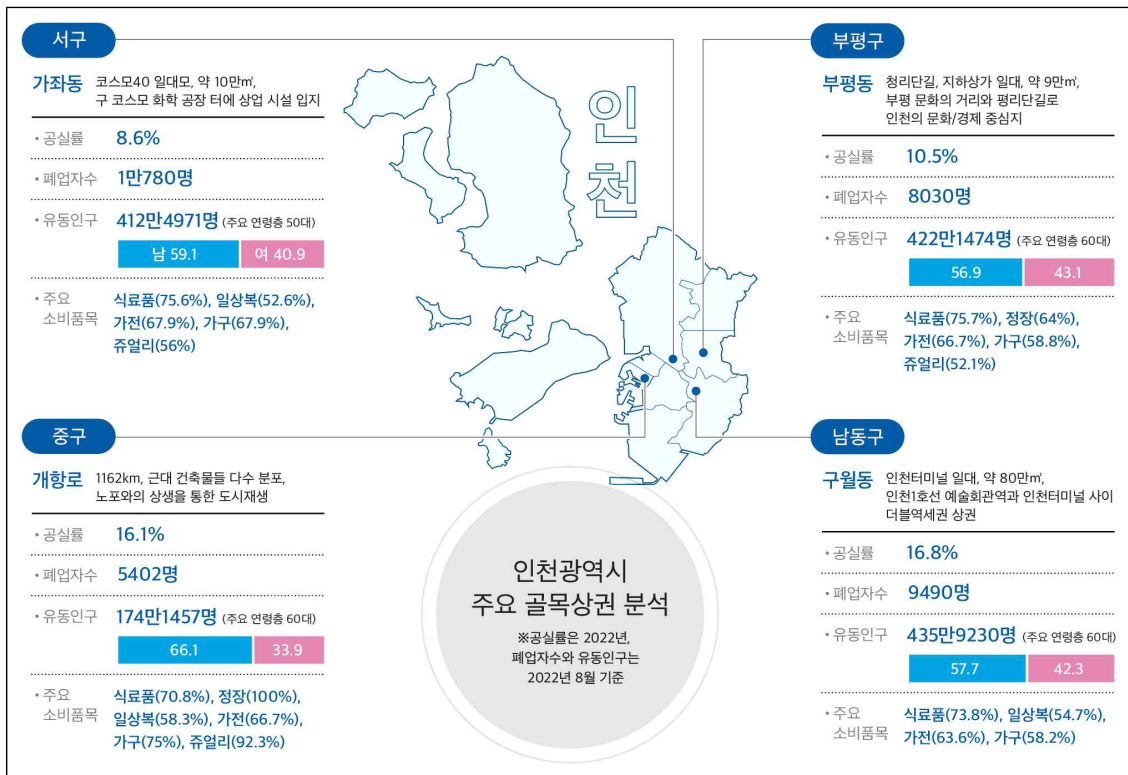 서구
가좌동
코스모40 일대모, 약 10만㎡,
구 코스모 화학 공장 터에 상업 시설 입지
• 공실률 8.6%
• 폐업자수 1만780명
• 유동인구 412만4971명 (주요 연령층 50대)
남 59.1 여 40.9
• 주요 식료품(75.6%), 일상복(52.6%),
소비품목 가전(67.9%), 가구(67.9%),
쥬얼리(56%)
인천
부평구
부평동
청리단길, 지하상가 일대, 약 9만㎡,
부평 문화의 거리와 평리단길로
인천의 문화/경제 중심지
• 공실률 10.5%
• 폐업자수 8030명
• 유동인구 422만1474명 (주요 연령층 60대)
56.9 43.1
• 주요 식료품(75.7%), 정장(64%),
소비품목 가전(66.7%), 가구(58.8%),
쥬얼리(52.1%)
중구
개항로
1162km, 근대 건축물들 다수 분포,
노포와의 상생을 통한 도시재생
• 공실률 16.1%
• 폐업자수 5402명
• 유동인구 174만1457명 (주요 연령층 60대)
66.1 33.9
• 주요 식료품(70.8%), 정장(100%),
소비품목 일상복(58.3%), 가전(66.7%),
가구(75%), 쥬얼리(92.3%)
인천광역시
주요 골목상권 분석
※공실률은 2022년,
폐업자수와 유동인구는
2022년 8월 기준
남동구
구월동
인천터미널 일대, 약 80만㎡,
인천1호선 예술회관역과 인천터미널 사이
더블역세권 상권
• 공실률 16.8%
• 폐업자수 9490명
• 유동인구 435만9230명 (주요 연령층 60대)
57.7 42.3
• 주요 식료품(73.8%), 일상복(54.7%),
소비품목 가전(63.6%), 가구(58.2%)